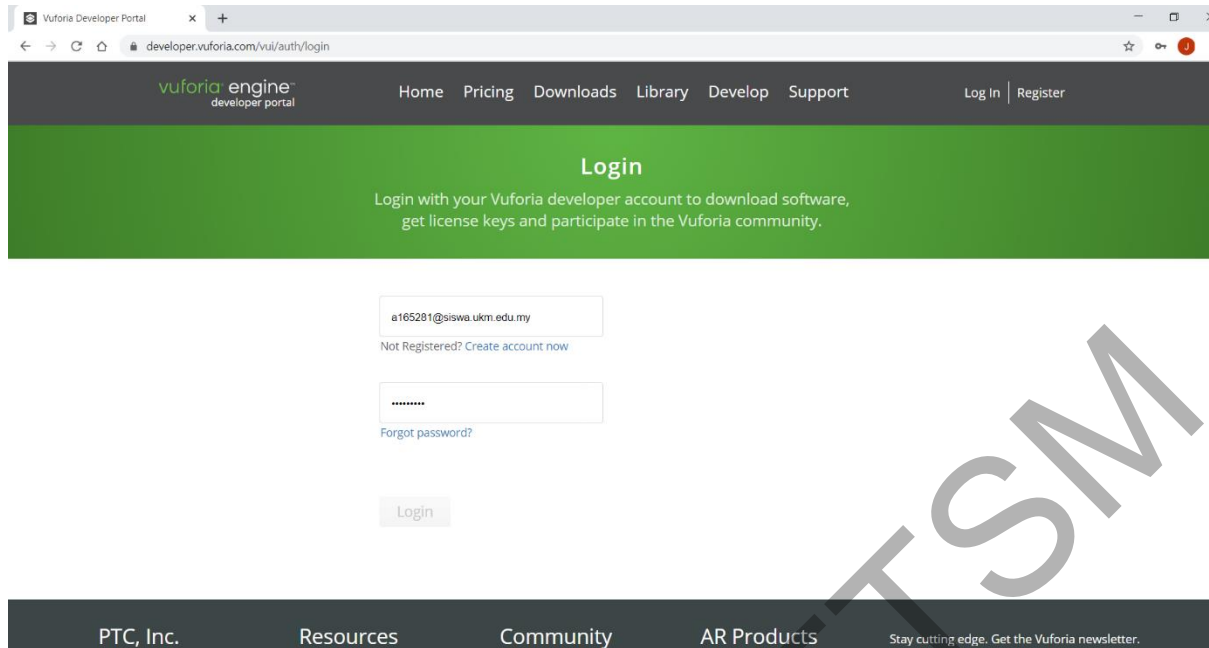 Vuforia Developer Portal
developer.vuforia.com/vui/auth/login
J
vuforia engine™
developer portal
Home Pricing Downloads Library Develop Support
Log In | Register
Login
Login with your Vuforia developer account to download software,
get license keys and participate in the Vuforia community.
a165281@siswa.ukm.edu.my
Not Registered? Create account now
•••••••••
Forgot password?
Login
PTC, Inc. Resources Community AR Products Stay cutting edge. Get the Vuforia newsletter.
TSM